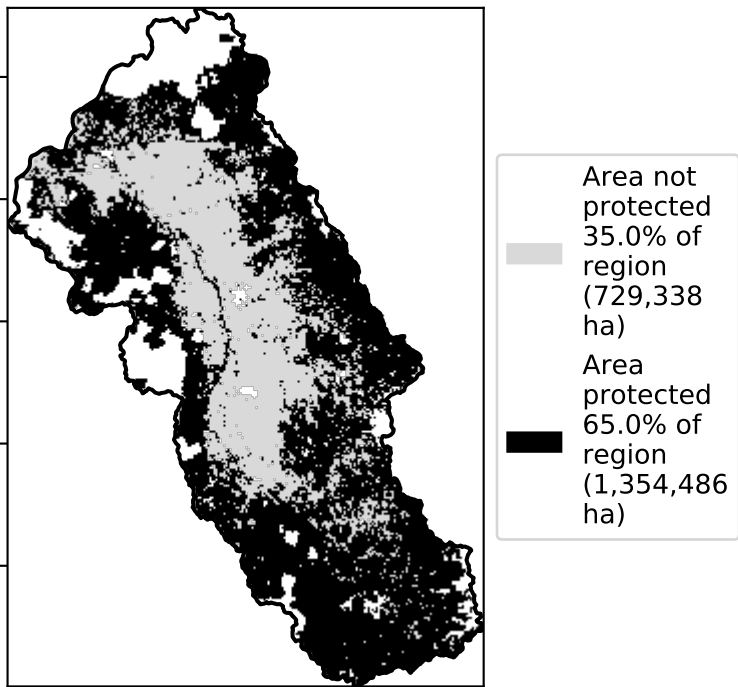 Area not
protected
35.0% of
region
(729,338
ha)
Area
protected
65.0% of
region
(1,354,486
ha)